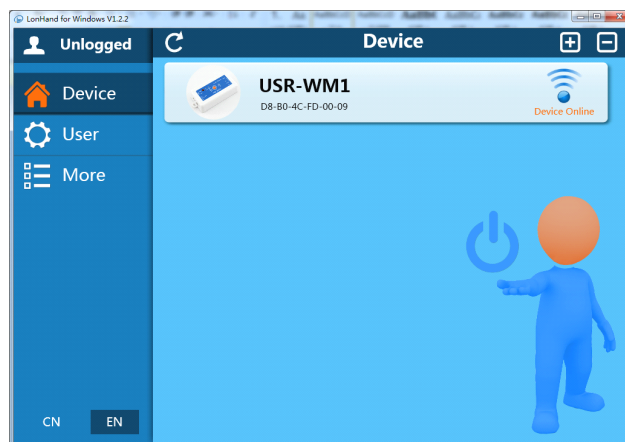 LonHand for Windows V1.2.2
Unlogged
Device
Device
User
More
USR-WM1
D8-B0-4C-FD-00-09
Device Online
CN
EN